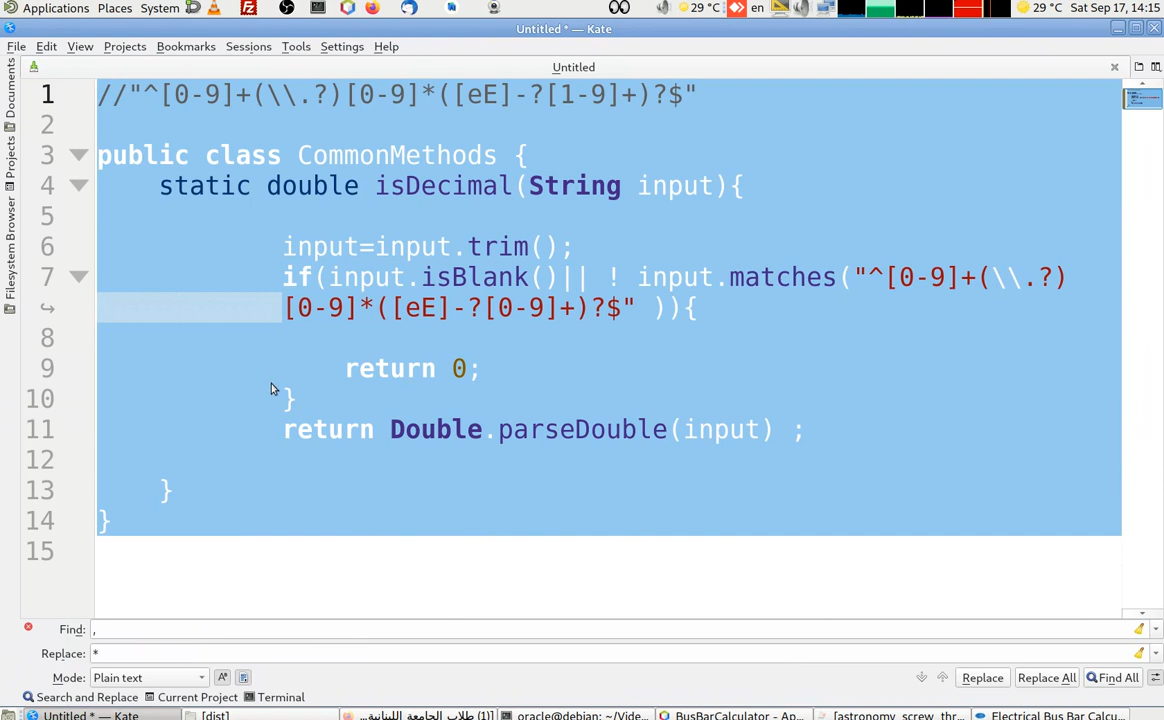 Applications Places System 29 °C en 29 °C Sat Sep 17, 14:15
Untitled * — Kate
File Edit View Projects Bookmarks Sessions Tools Settings Help
Untitled
Documents
Projects
Filesystem Browser
1 //"^[0-9]+(\\.?)[0-9]*([eE]-?[1-9]+)?$"
2
3 public class CommonMethods {
4 static double isDecimal(String input){
5
6 input=input.trim();
7 if(input.isBlank()|| ! input.matches("^[0-9]+(\\.?)
[0-9]*([eE]-?[0-9]+)?$" )){
8
9 return 0;
10 }
11 return Double.parseDouble(input) ;
12
13 }
14 }
15
Find: ,
Replace: *
Mode: Plain text Replace Replace All Find All
Search and Replace Current Project Terminal
Untitled * — Kate [dist] (1) طلاب الجامعة اللبنانية... oracle@debian: ~/Vide... BusBarCalculator - Ap... [astronomy_screw_thr... Electrical Bus Bar Calcu...